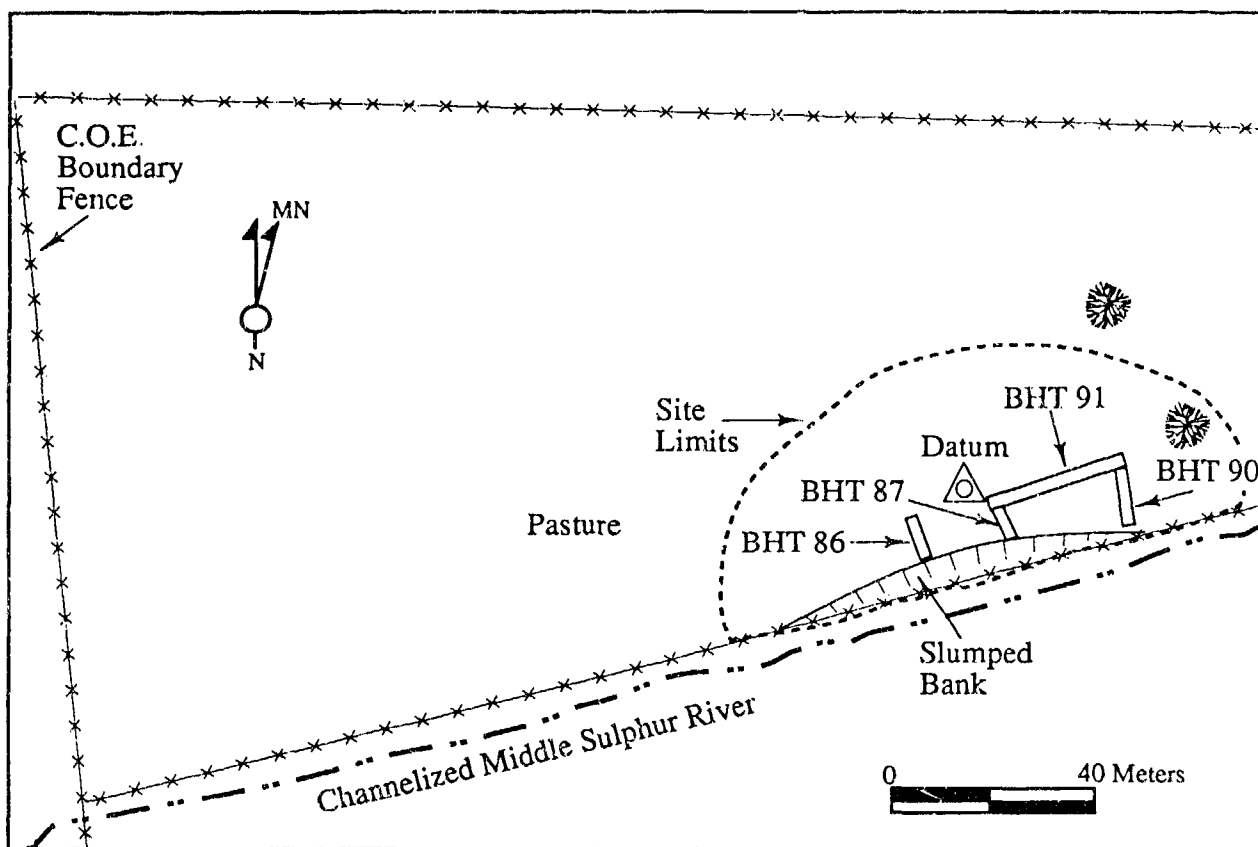 C.O.E.
Boundary
Fence
MN
N
Site
Limits
BHT 91
Datum
BHT 90
BHT 87
BHT 86
Pasture
Slumped
Bank
Channelized Middle Sulphur River
0 40 Meters